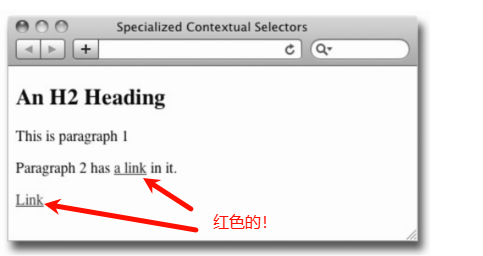 Specialized Contextual Selectors
An H2 Heading
This is paragraph 1
Paragraph 2 has a link in it.
Link
红色的！